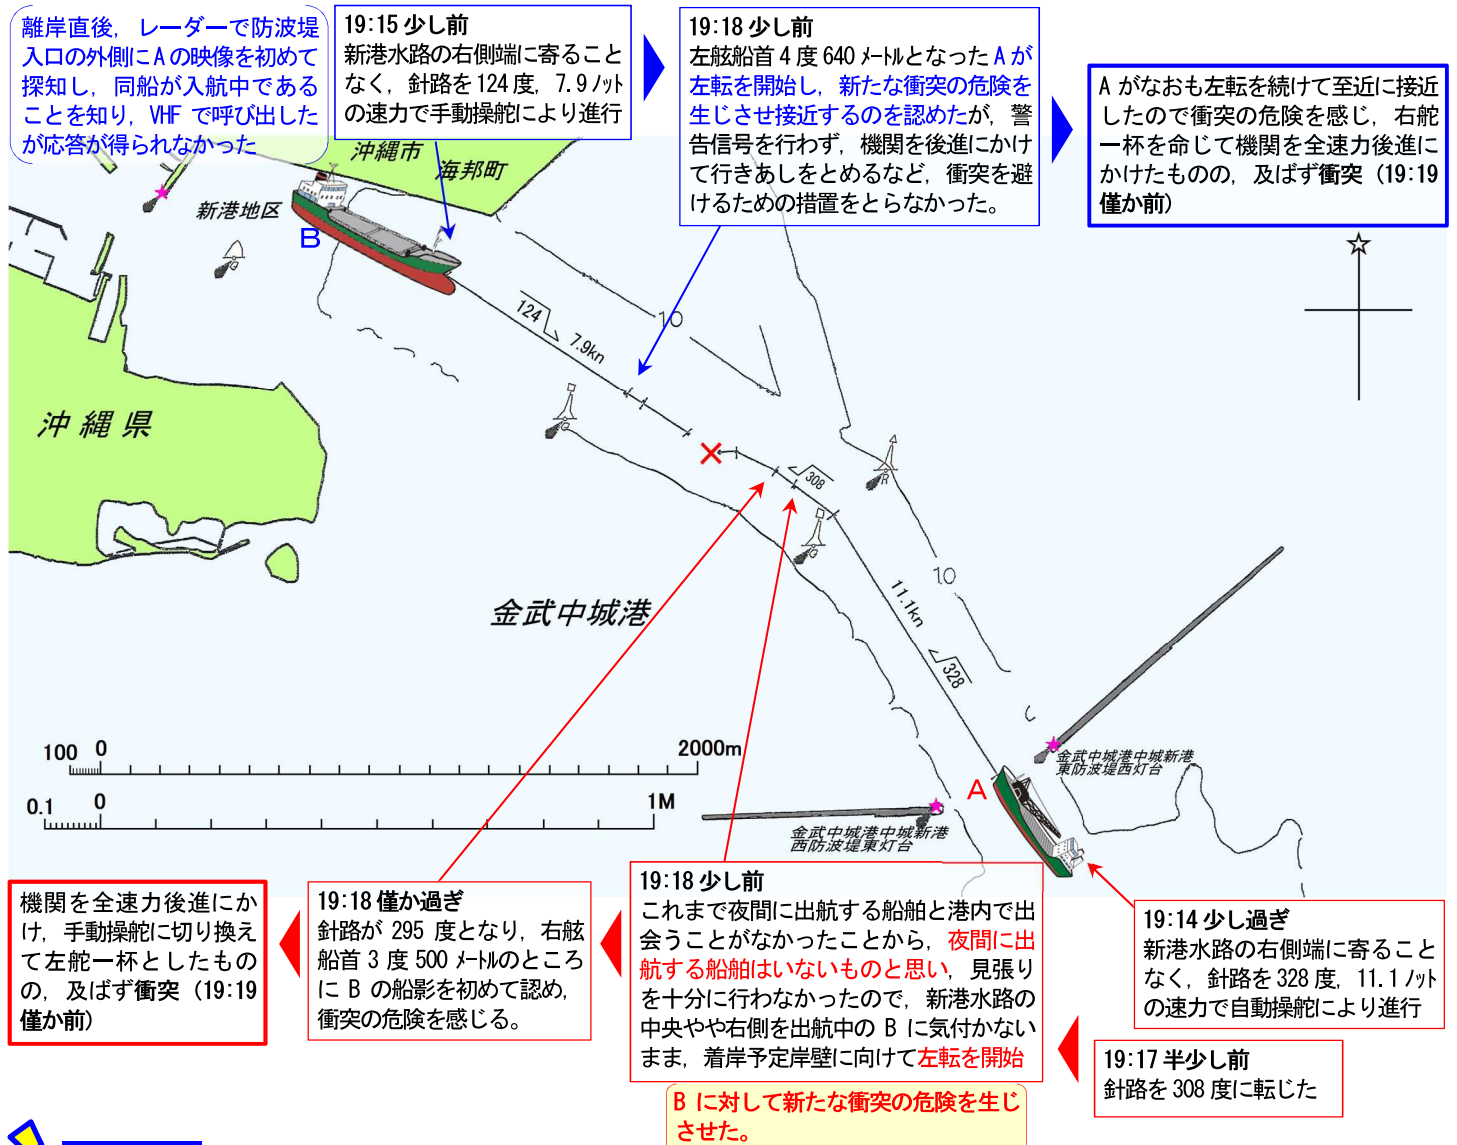 離岸直後，レーダーで防波堤
入口の外側にAの映像を初めて
探知し，同船が入航中である
ことを知り，VHFで呼び出した
が応答が得られなかった
19:15 少し前
新港水路の右側端に寄ること
なく，針路を124度，7.9ﾉｯﾄ
の速力で手動操舵により進行
19:18 少し前
左舷船首4度640ﾒｰﾄﾙとなったAが
左転を開始し，新たな衝突の危険を
生じさせ接近するのを認めたが，警
告信号を行わず，機関を後進にかけ
て行きあしをとめるなど，衝突を避
けるための措置をとらなかった。
Aがなおも左転を続けて至近に接近
したので衝突の危険を感じ，右舵
一杯を命じて機関を全速力後進に
かけたものの，及ばず衝突（19:19
僅か前）
沖縄市
海邦町
新港地区
B
G
124
7.9kn
10
G
沖縄県
308
R
G
10
11.1kn
328
金武中城港
100 0 2000m
0.1 0 1M
金武中城港中城新港
東防波堤西灯台
A
金武中城港中城新港
西防波堤東灯台
機関を全速力後進にか
け，手動操舵に切り換え
て左舵一杯としたもの
の，及ばず衝突（19:19
僅か前）
19:18 僅か過ぎ
針路が295度となり，右舷
船首3度500ﾒｰﾄﾙのところ
にBの船影を初めて認め，
衝突の危険を感じる。
19:18 少し前
これまで夜間に出航する船舶と港内で出
会うことがなかったことから，夜間に出
航する船舶はいないものと思い，見張り
を十分に行わなかったので，新港水路の
中央やや右側を出航中のBに気付かない
まま，着岸予定岸壁に向けて左転を開始
Bに対して新たな衝突の危険を生じ
させた。
19:14 少し過ぎ
新港水路の右側端に寄ること
なく，針路を328度，11.1ﾉｯﾄ
の速力で自動操舵により進行
19:17 半少し前
針路を308度に転じた